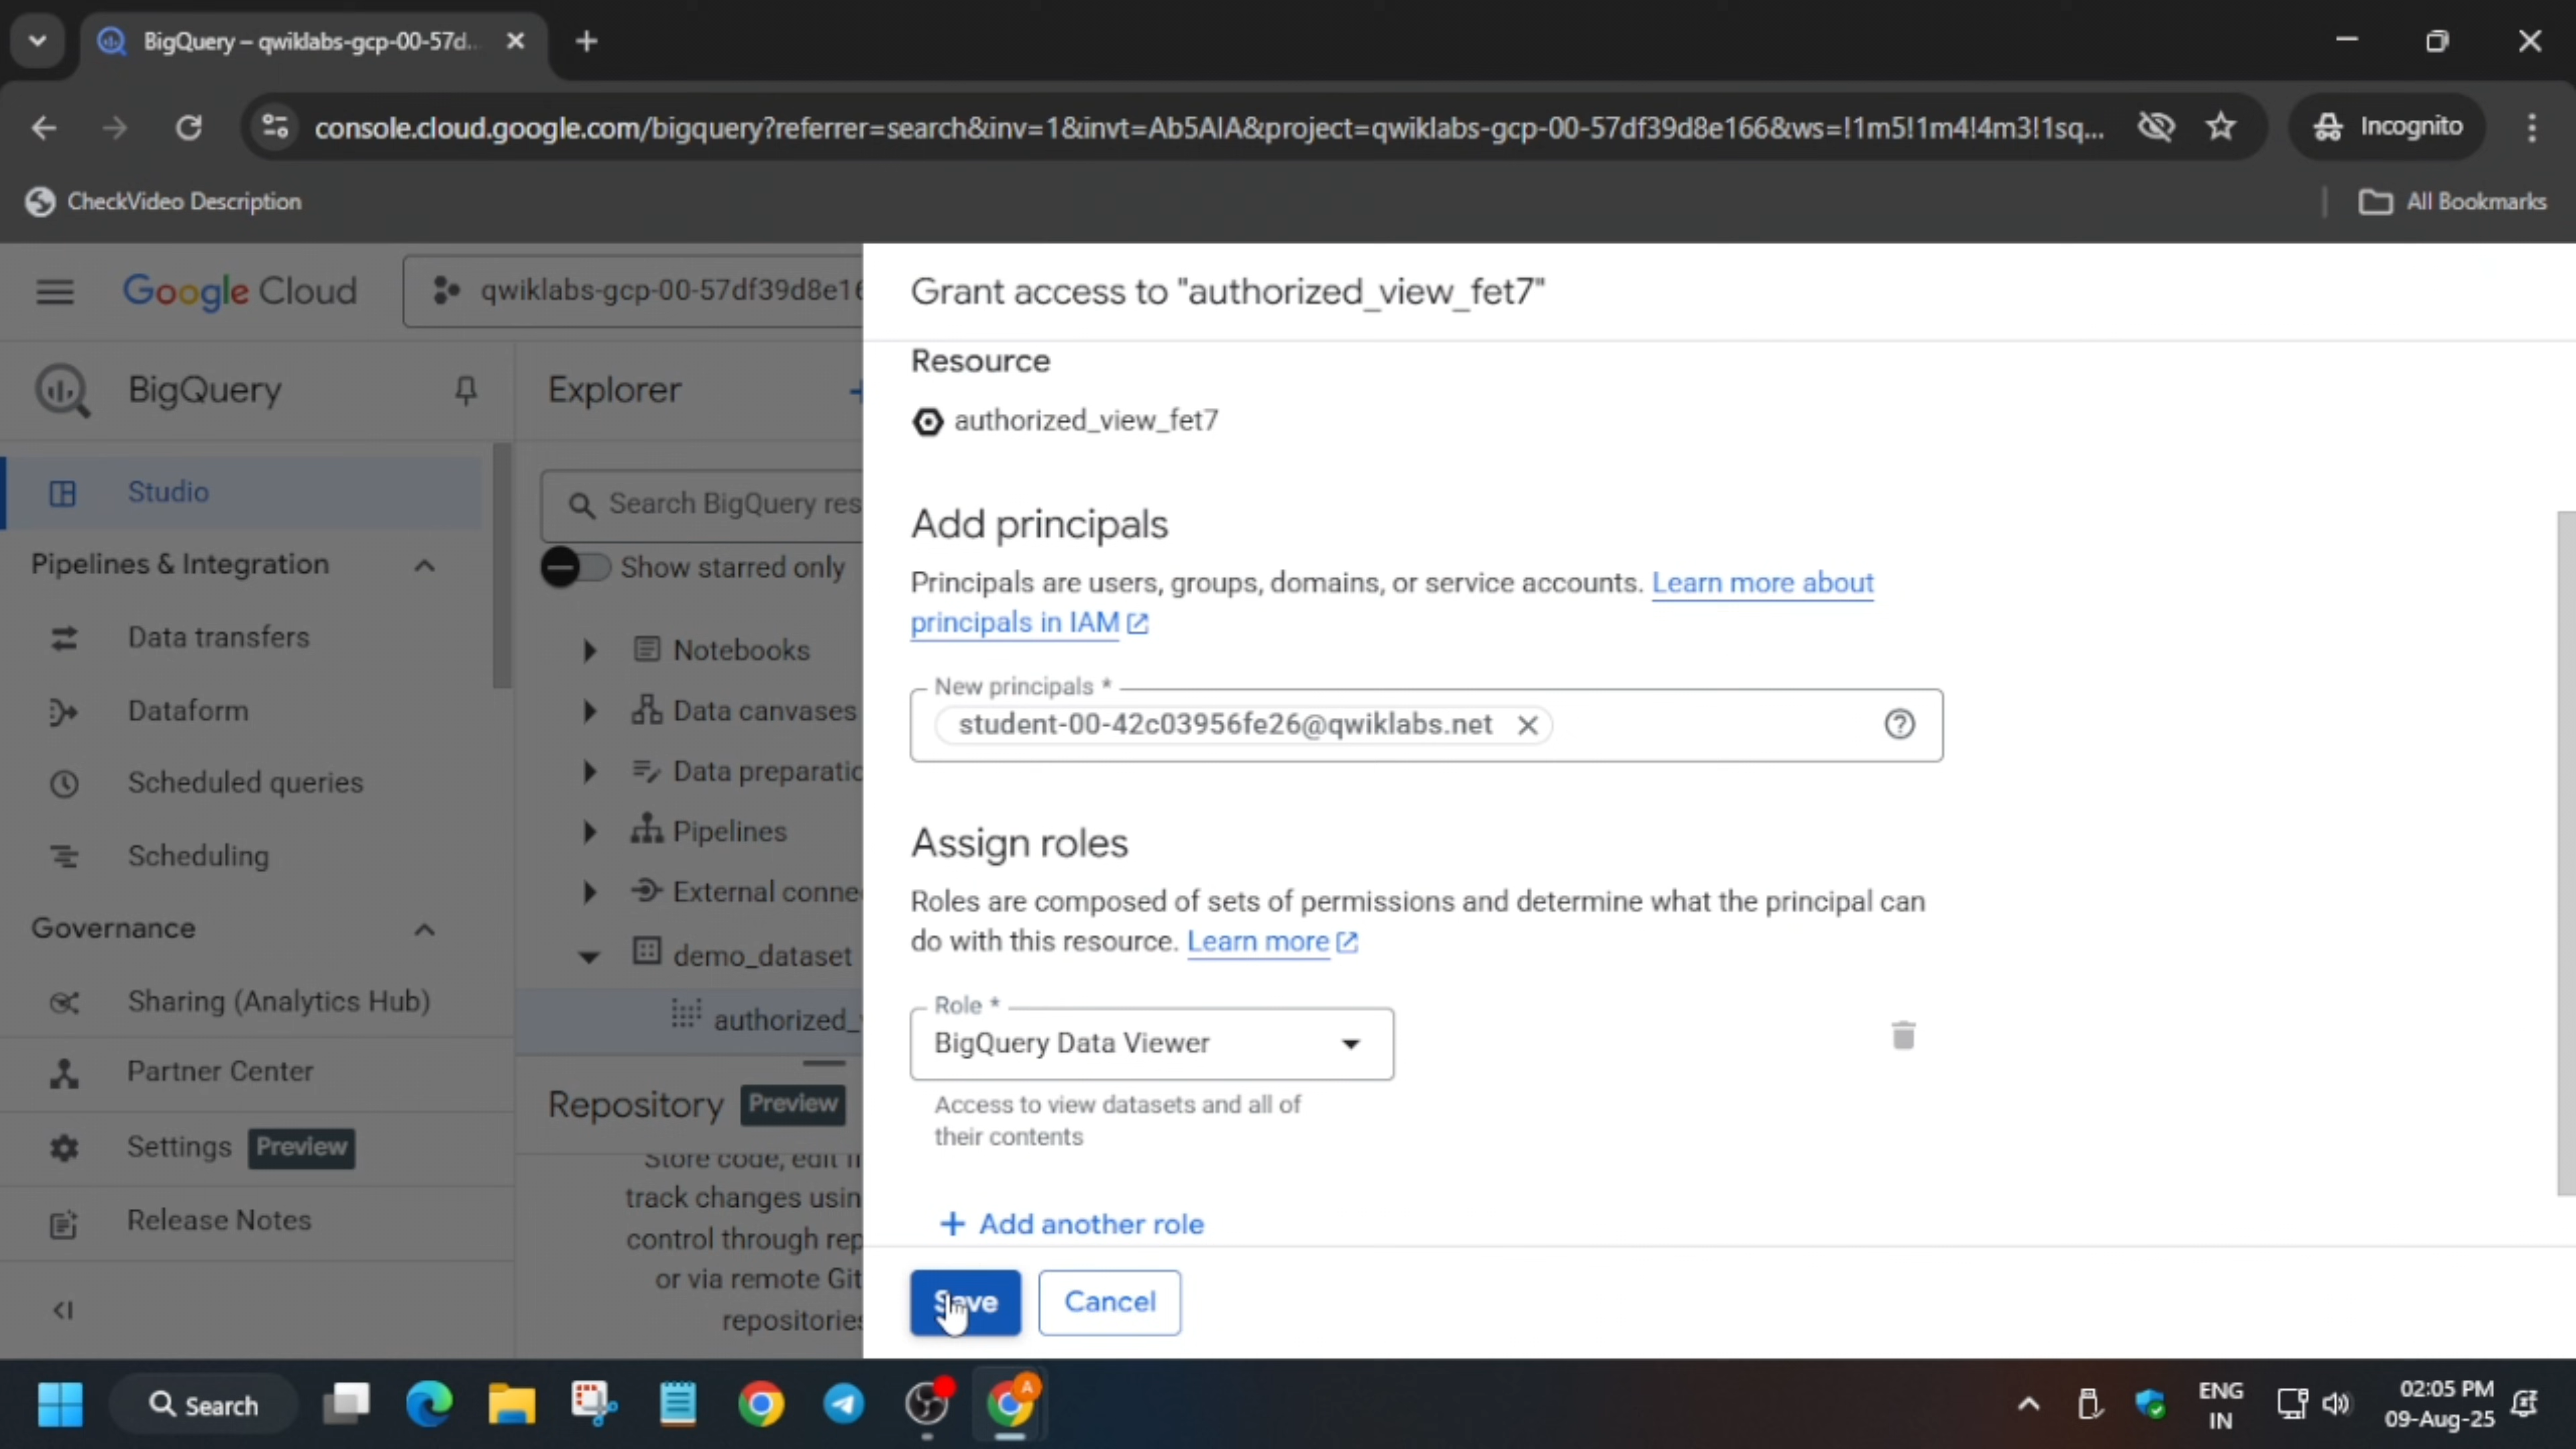 BigQuery – qwiklabs-gcp-00-57d...
console.cloud.google.com/bigquery?referrer=search&inv=1&invt=Ab5AlA&project=qwiklabs-gcp-00-57df39d8e166&ws=!1m5!1m4!4m3!1sq...
Incognito
CheckVideo Description
All Bookmarks
Google Cloud
qwiklabs-gcp-00-57df39d8e16
BigQuery
Studio
Pipelines & Integration
Data transfers
Dataform
Scheduled queries
Scheduling
Governance
Sharing (Analytics Hub)
Partner Center
Settings Preview
Release Notes
Explorer
Search BigQuery res
Show starred only
Notebooks
Data canvases
Data preparatio
Pipelines
External conne
demo_dataset
authorized_
Repository Preview
Store code, edit fi
track changes usin
control through rep
or via remote Git
repositories
Grant access to "authorized_view_fet7"
Resource
authorized_view_fet7
Add principals
Principals are users, groups, domains, or service accounts. Learn more about
principals in IAM
New principals *
student-00-42c03956fe26@qwiklabs.net
Assign roles
Roles are composed of sets of permissions and determine what the principal can
do with this resource. Learn more
Role *
BigQuery Data Viewer
Access to view datasets and all of
their contents
+ Add another role
Save
Cancel
Search
A
ENG
IN
02:05 PM
09-Aug-25